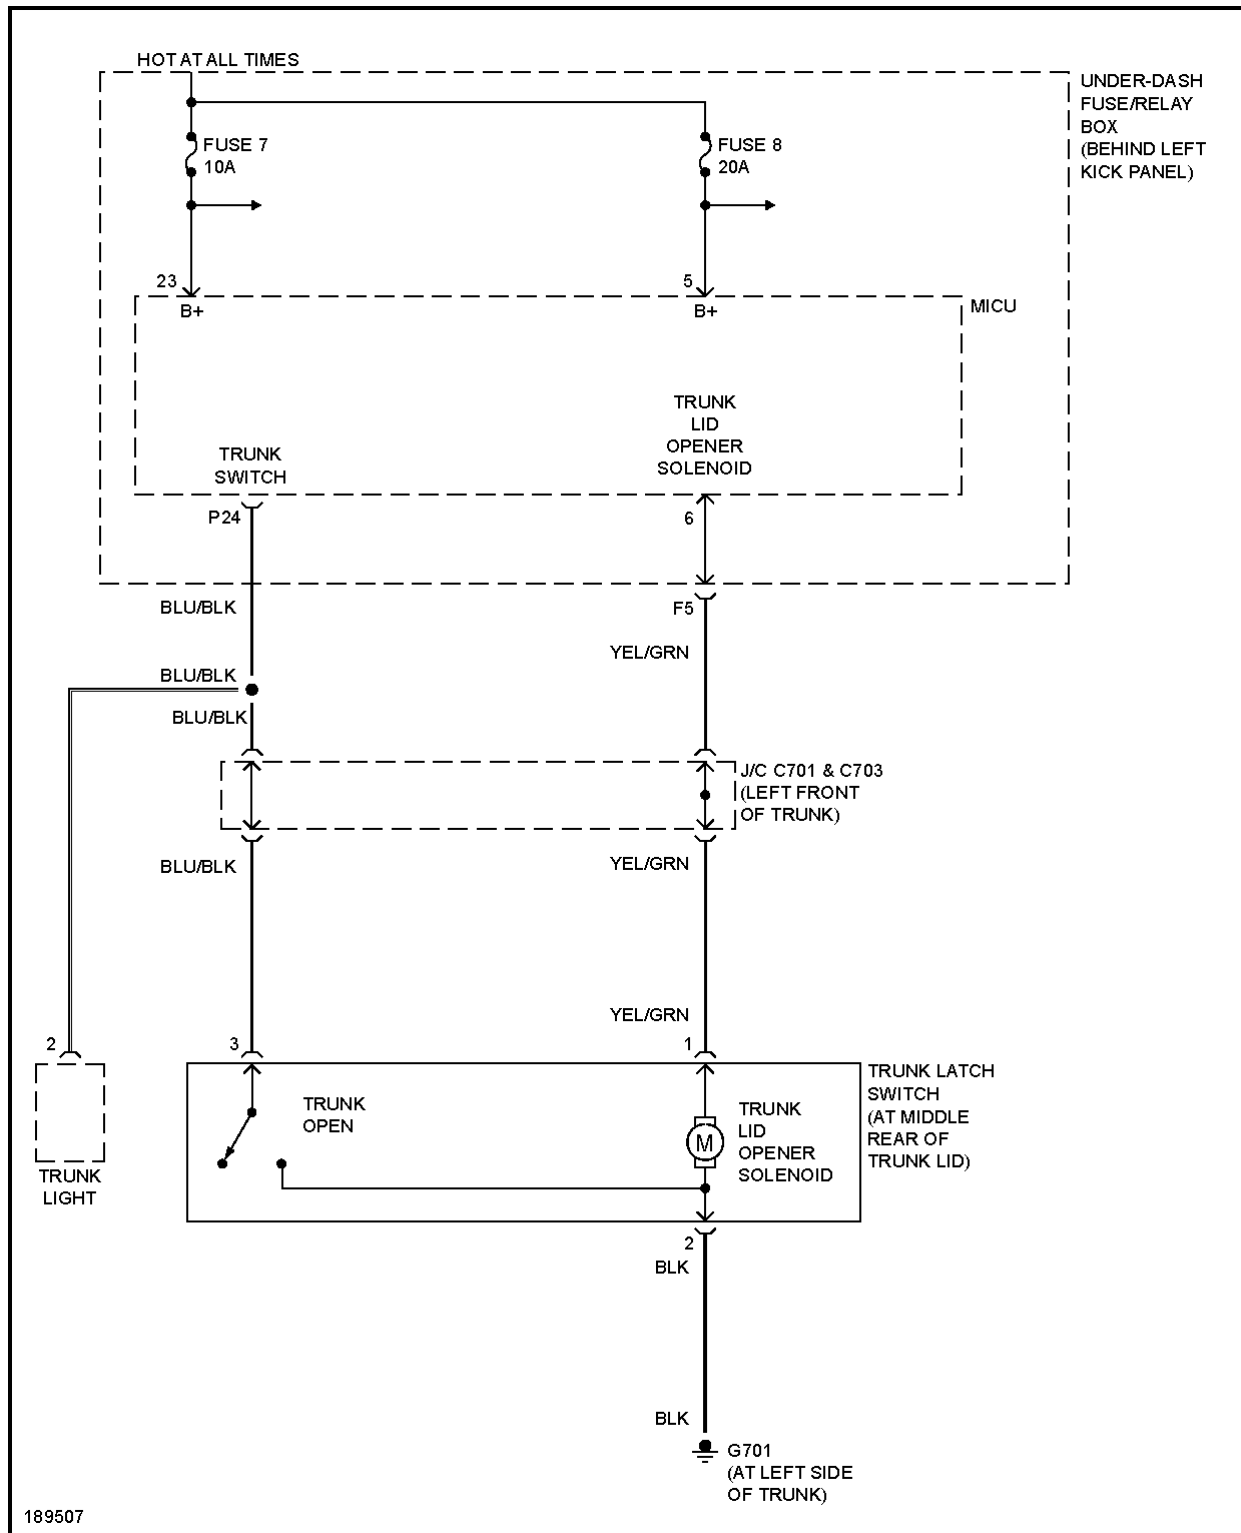 HOT AT ALL TIMES
UNDER-DASH
FUSE/RELAY
BOX
(BEHIND LEFT
KICK PANEL)
FUSE 7
10A
FUSE 8
20A
23
5
B+
B+
MICU
TRUNK
LID
OPENER
SOLENOID
TRUNK
SWITCH
P24
6
BLU/BLK
F5
YEL/GRN
BLU/BLK
BLU/BLK
J/C C701 & C703
(LEFT FRONT
OF TRUNK)
BLU/BLK
YEL/GRN
YEL/GRN
2
3
1
TRUNK LATCH
SWITCH
(AT MIDDLE
REAR OF
TRUNK LID)
TRUNK
OPEN
M
TRUNK
LID
OPENER
SOLENOID
TRUNK
LIGHT
2
BLK
BLK
G701
(AT LEFT SIDE
OF TRUNK)
189507